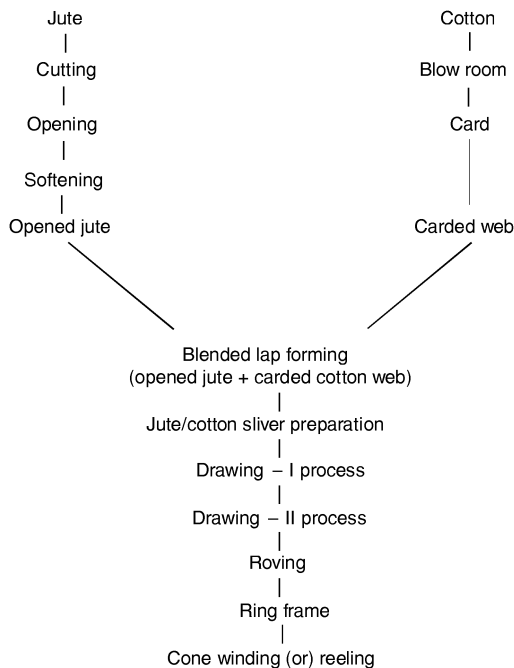 Jute
Cutting
Opening
Softening
Opened jute
Cotton
Blow room
Card
Carded web
Blended lap forming
(opened jute + carded cotton web)
Jute/cotton sliver preparation
Drawing – I process
Drawing – II process
Roving
Ring frame
Cone winding (or) reeling